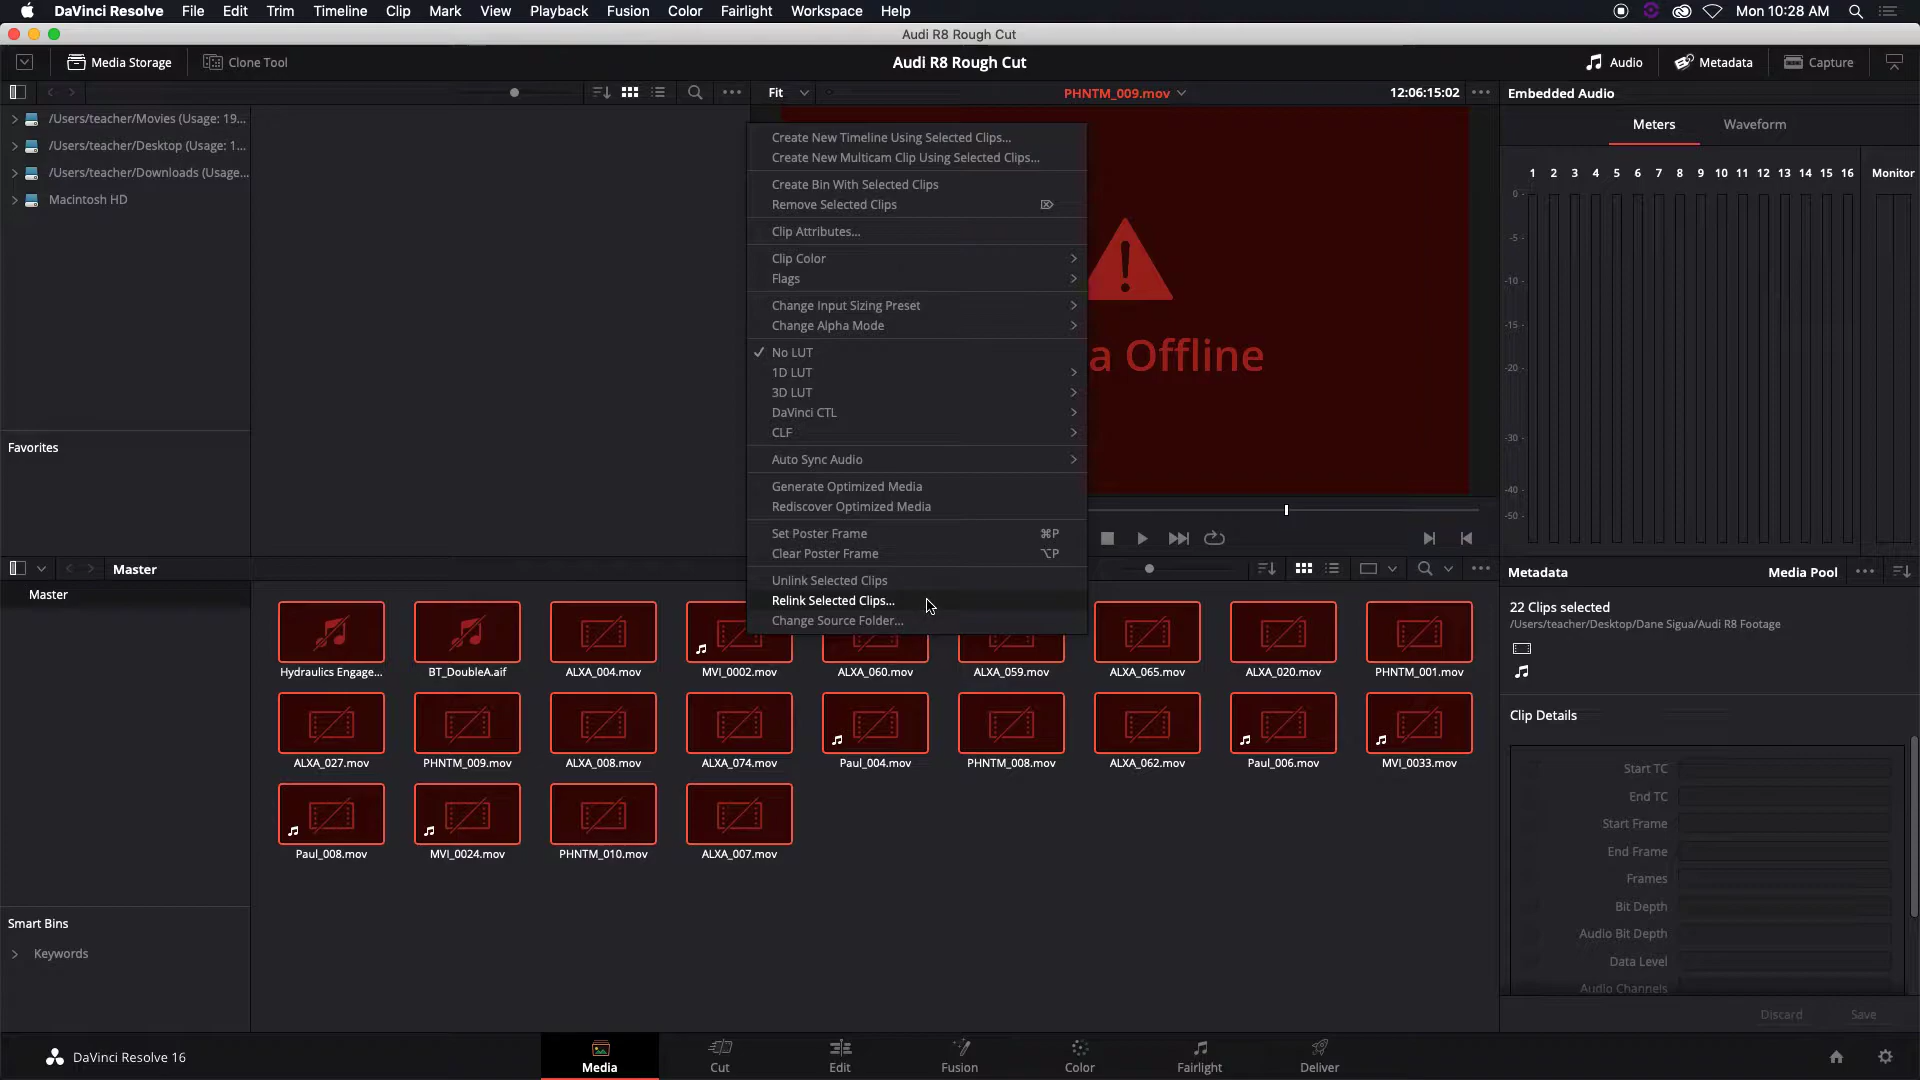 DaVinci Resolve File Edit Trim Timeline Clip Mark View Playback Fusion Color Fairlight Workspace Help Mon 10:28 AM
Audi R8 Rough Cut
Media Storage Clone Tool Audi R8 Rough Cut Audio Metadata Capture
Fit PHNTM_009.mov 12:06:15:02 Embedded Audio
/Users/teacher/Movies (Usage: 19...
/Users/teacher/Desktop (Usage: 1...
/Users/teacher/Downloads (Usage...
Macintosh HD
Favorites
Create New Timeline Using Selected Clips...
Create New Multicam Clip Using Selected Clips...
Create Bin With Selected Clips
Remove Selected Clips ⌦
Clip Attributes...
Clip Color
Flags
Change Input Sizing Preset
Change Alpha Mode
✓ No LUT
1D LUT
3D LUT
DaVinci CTL
CLF
Auto Sync Audio
Generate Optimized Media
Rediscover Optimized Media
Set Poster Frame ⌘P
Clear Poster Frame ⌥P
Unlink Selected Clips
Relink Selected Clips...
Change Source Folder...
a Offline
Meters Waveform
1 2 3 4 5 6 7 8 9 10 11 12 13 14 15 16 Monitor
0
-5
-10
-15
-20
-30
-40
-50
Master
Master
Hydraulics Engage... BT_DoubleA.aif ALXA_004.mov MVI_0002.mov ALXA_060.mov ALXA_059.mov ALXA_065.mov ALXA_020.mov PHNTM_001.mov
ALXA_027.mov PHNTM_009.mov ALXA_008.mov ALXA_074.mov Paul_004.mov PHNTM_008.mov ALXA_062.mov Paul_006.mov MVI_0033.mov
Paul_008.mov MVI_0024.mov PHNTM_010.mov ALXA_007.mov
Smart Bins
Keywords
Metadata Media Pool
22 Clips selected
/Users/teacher/Desktop/Dane Sigua/Audi R8 Footage
Clip Details
Start TC
End TC
Start Frame
End Frame
Frames
Bit Depth
Audio Bit Depth
Data Level
Audio Channels
Discard Save
DaVinci Resolve 16 Media Cut Edit Fusion Color Fairlight Deliver